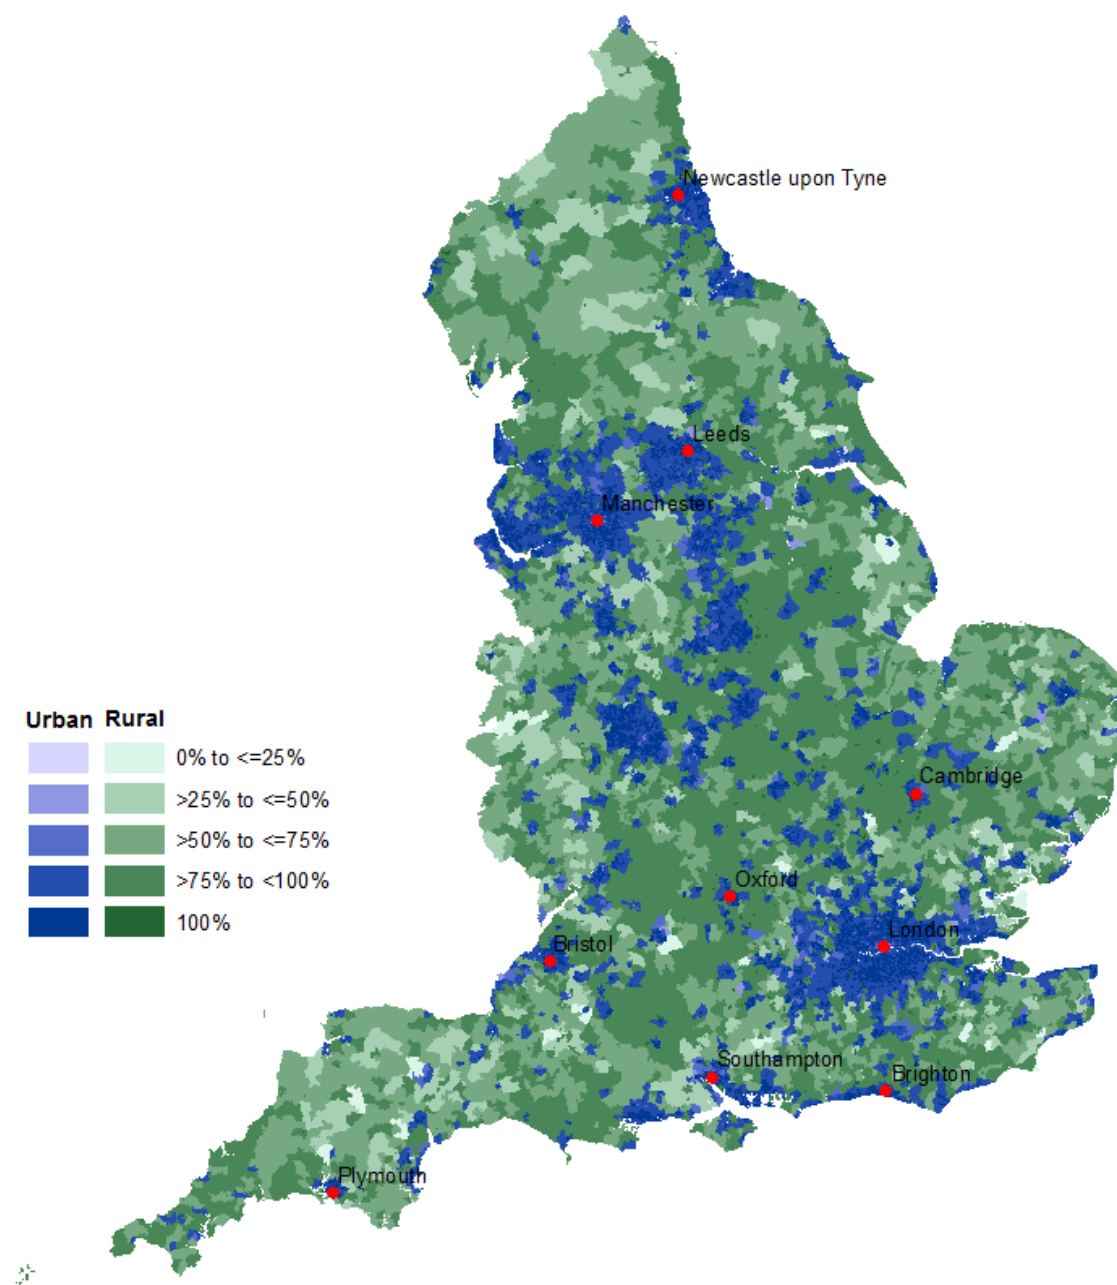 Newcastle upon Tyne
Leeds
Manchester
Urban Rural
0% to <=25%
>25% to <=50%
>50% to <=75%
>75% to <100%
100%
Cambridge
Oxford
London
Bristol
Southampton
Brighton
Plymouth